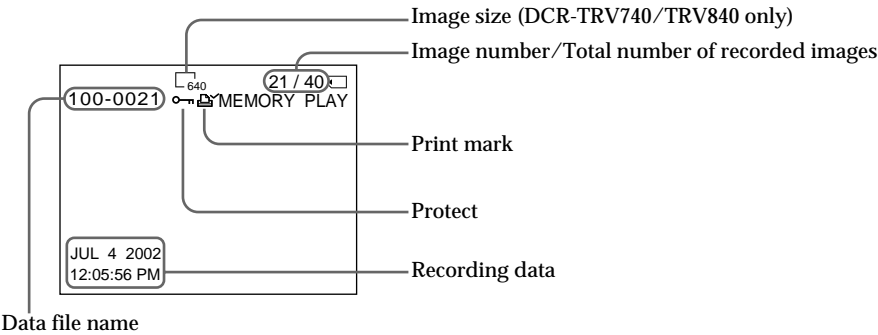 Image size (DCR-TRV740/TRV840 only)
Image number/Total number of recorded images
640
21 / 40
100-0021
MEMORY PLAY
Print mark
Protect
JUL 4 2002
12:05:56 PM
Recording data
Data file name